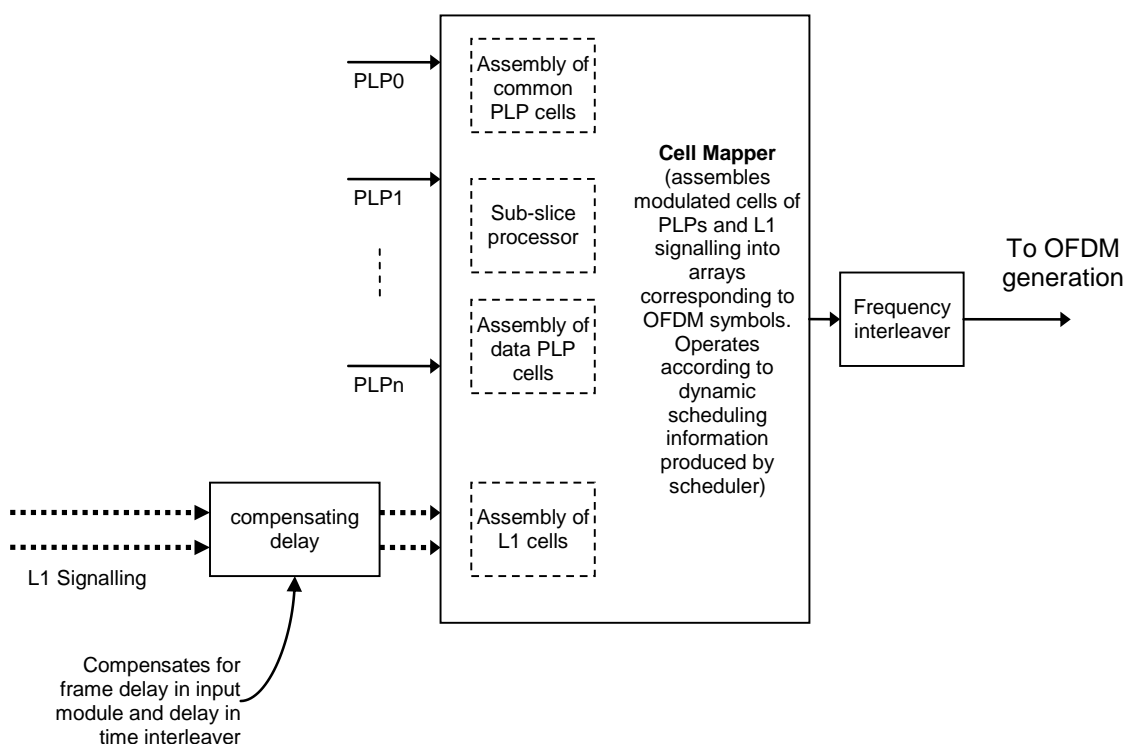 PLP0
PLP1
PLPn
Assembly of
common
PLP cells
Sub-slice
processor
Assembly of
data PLP
cells
Assembly of
L1 cells
Cell Mapper
(assembles
modulated cells of
PLPs and L1
signalling into
arrays
corresponding to
OFDM symbols.
Operates
according to
dynamic
scheduling
information
produced by
scheduler)
Frequency
interleaver
To OFDM
generation
compensating
delay
L1 Signalling
Compensates for
frame delay in input
module and delay in
time interleaver